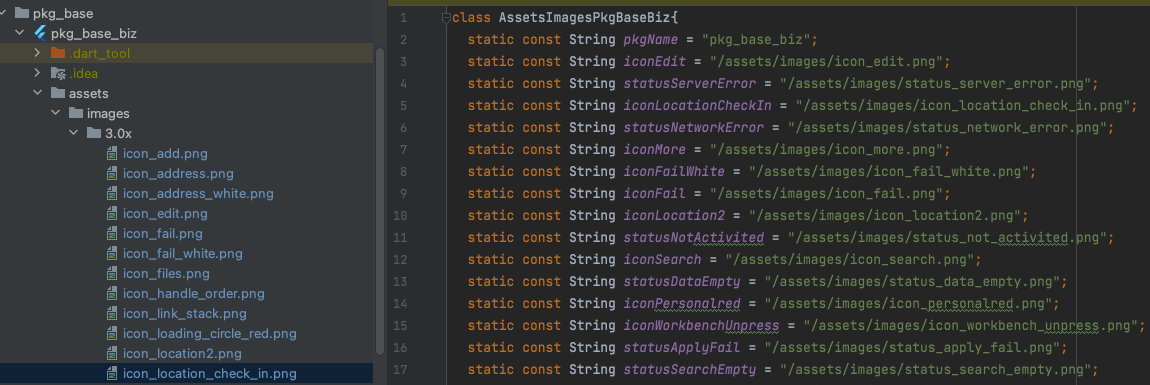 pkg_base
pkg_base_biz
.dart_tool
.idea
assets
images
3.0x
icon_add.png
icon_address.png
icon_address_white.png
icon_edit.png
icon_fail.png
icon_fail_white.png
icon_files.png
icon_handle_order.png
icon_link_stack.png
icon_loading_circle_red.png
icon_location2.png
icon_location_check_in.png
1 class AssetsImagesPkgBaseBiz{
2 static const String pkgName = "pkg_base_biz";
3 static const String iconEdit = "/assets/images/icon_edit.png";
4 static const String statusServerError = "/assets/images/status_server_error.png";
5 static const String iconLocationCheckIn = "/assets/images/icon_location_check_in.png";
6 static const String statusNetworkError = "/assets/images/status_network_error.png";
7 static const String iconMore = "/assets/images/icon_more.png";
8 static const String iconFailWhite = "/assets/images/icon_fail_white.png";
9 static const String iconFail = "/assets/images/icon_fail.png";
10 static const String iconLocation2 = "/assets/images/icon_location2.png";
11 static const String statusNotActivited = "/assets/images/status_not_activited.png";
12 static const String iconSearch = "/assets/images/icon_search.png";
13 static const String statusDataEmpty = "/assets/images/status_data_empty.png";
14 static const String iconPersonalred = "/assets/images/icon_personalred.png";
15 static const String iconWorkbenchUnpress = "/assets/images/icon_workbench_unpress.png";
16 static const String statusApplyFail = "/assets/images/status_apply_fail.png";
17 static const String statusSearchEmpty = "/assets/images/status_search_empty.png";